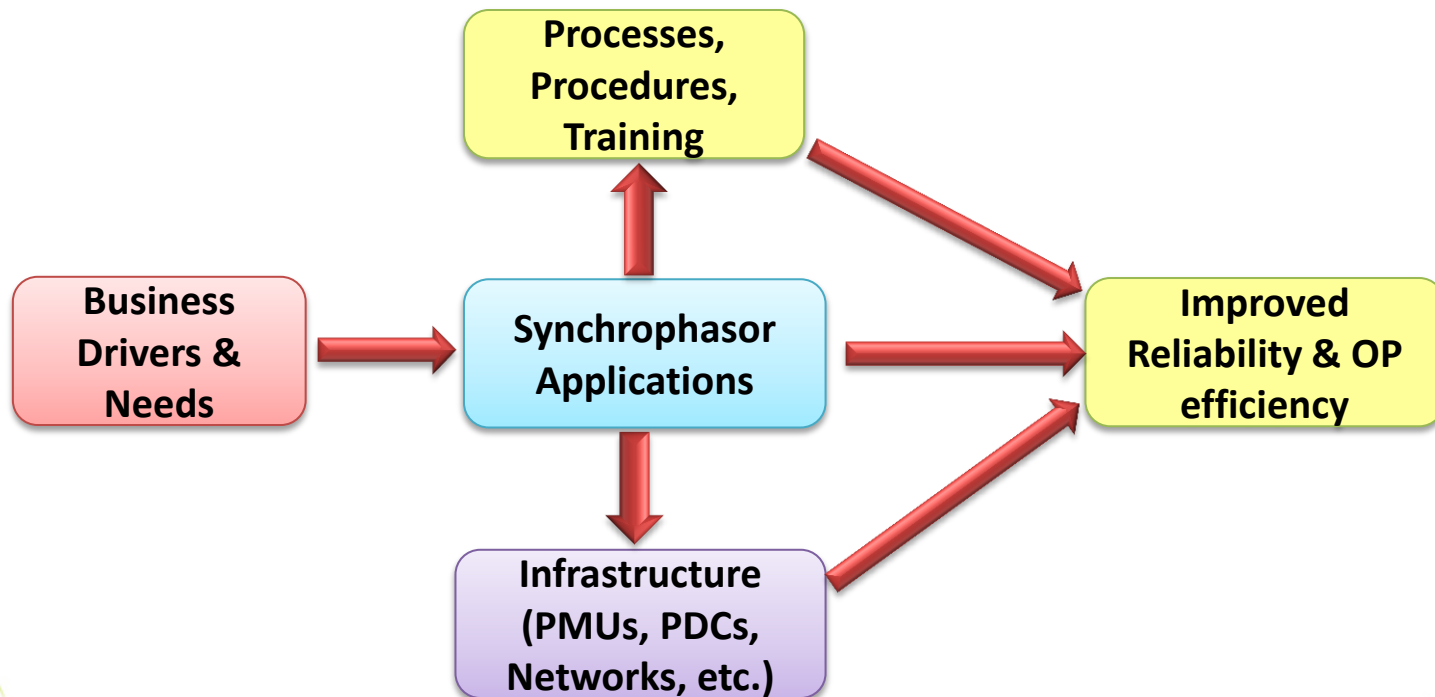 Processes,
Procedures,
Training
Business
Drivers &
Needs
Synchrophasor
Applications
Improved
Reliability & OP
efficiency
Infrastructure
(PMUs, PDCs,
Networks, etc.)